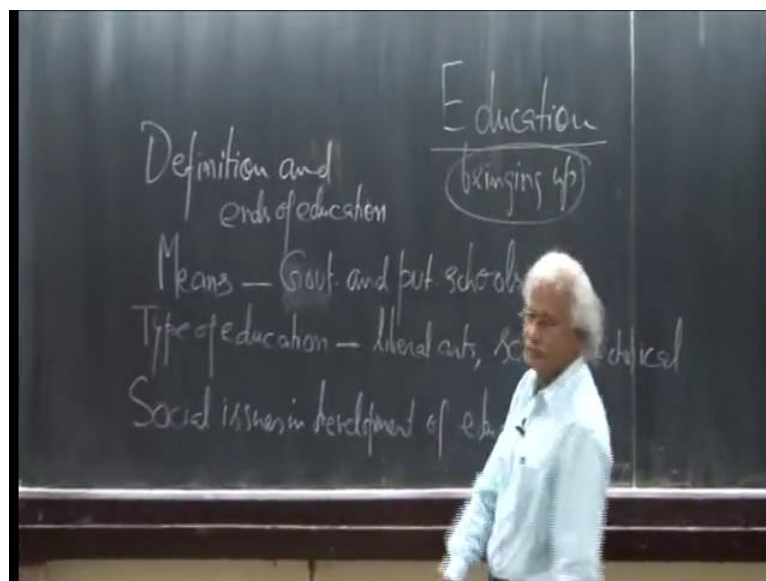 Education
bringing up
Definition and
ends of education
Means — Govt. and pvt. schools
Type of education — liberal arts,
Social issues in development of